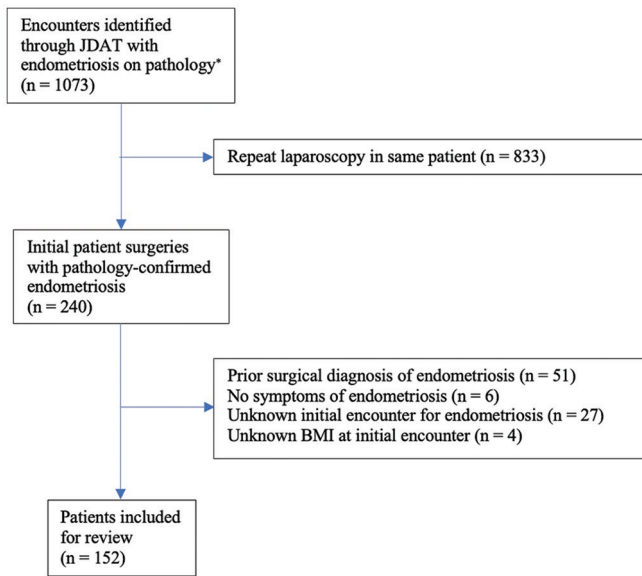 Encounters identified
through JDAT with
endometriosis on pathology*
(n = 1073)
Repeat laparoscopy in same patient (n = 833)
Initial patient surgeries
with pathology-confirmed
endometriosis
(n = 240)
Prior surgical diagnosis of endometriosis (n = 51)
No symptoms of endometriosis (n = 6)
Unknown initial encounter for endometriosis (n = 27)
Unknown BMI at initial encounter (n = 4)
Patients included
for review
(n = 152)